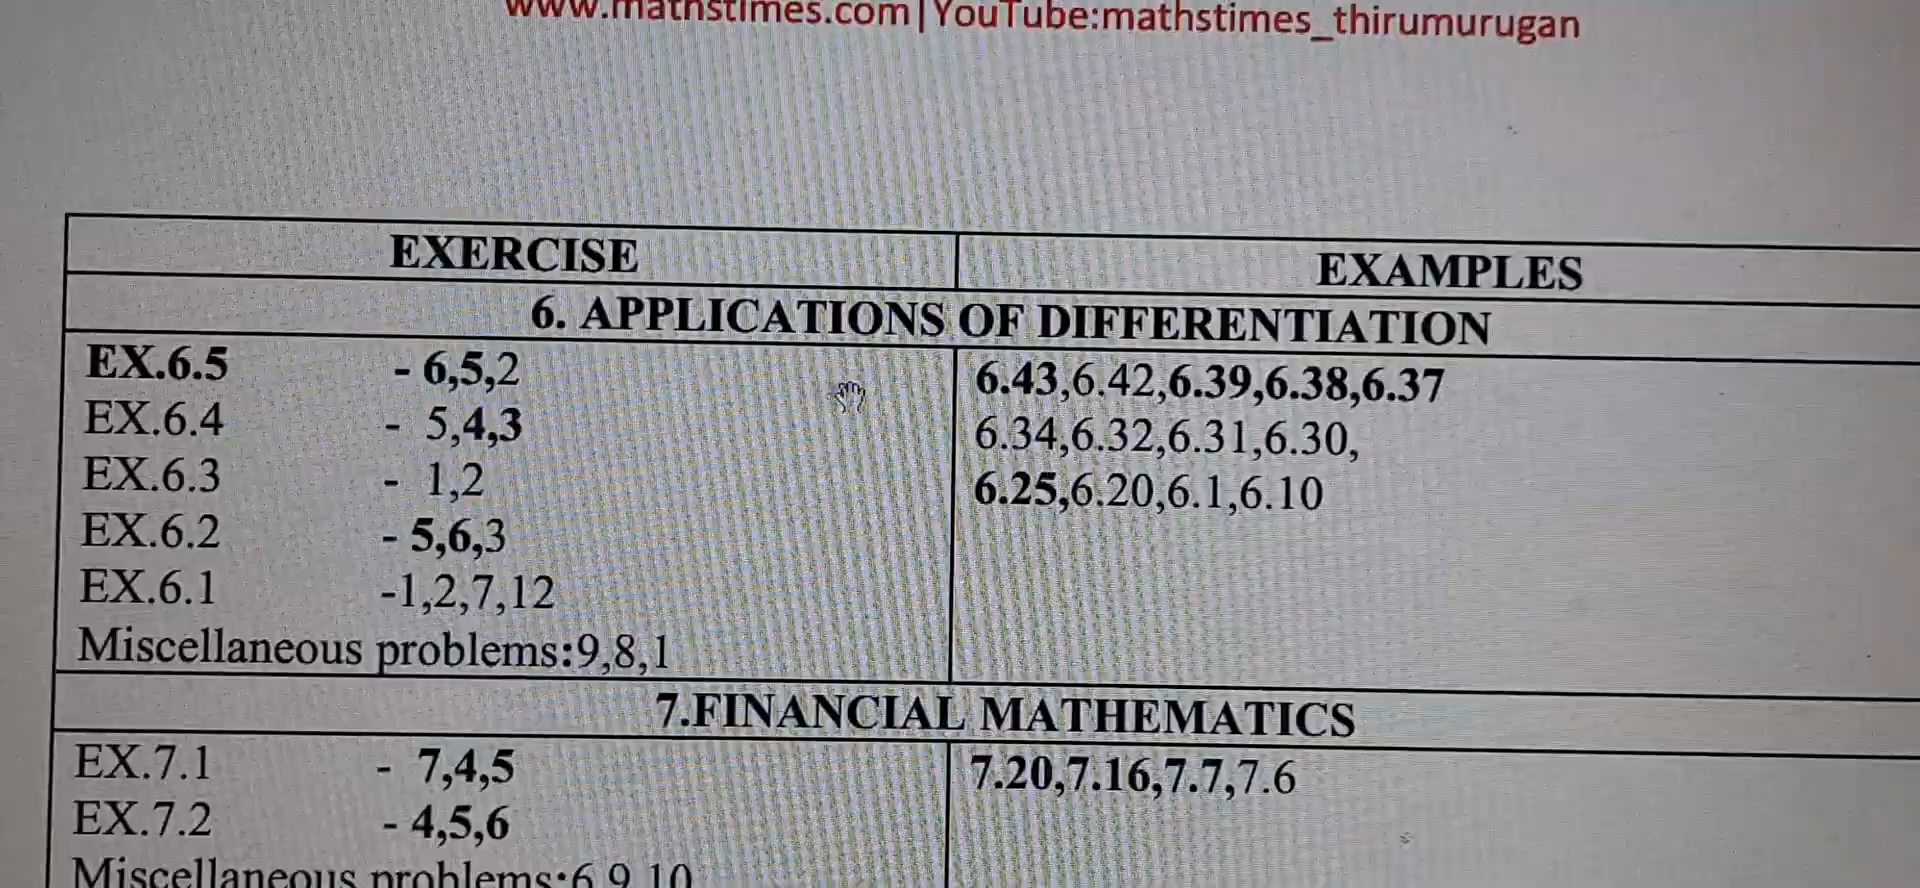 www.mathstimes.com|YouTube:mathstimes_thirumurugan
EXERCISE EXAMPLES
6. APPLICATIONS OF DIFFERENTIATION
EX.6.5 - 6,5,2 6.43,6.42,6.39,6.38,6.37
EX.6.4 - 5,4,3 6.34,6.32,6.31,6.30,
EX.6.3 - 1,2 6.25,6.20,6.1,6.10
EX.6.2 - 5,6,3
EX.6.1 -1,2,7,12
Miscellaneous problems:9,8,1
7.FINANCIAL MATHEMATICS
EX.7.1 - 7,4,5 7.20,7.16,7.7,7.6
EX.7.2 - 4,5,6
Miscellaneous problems:6,9,10